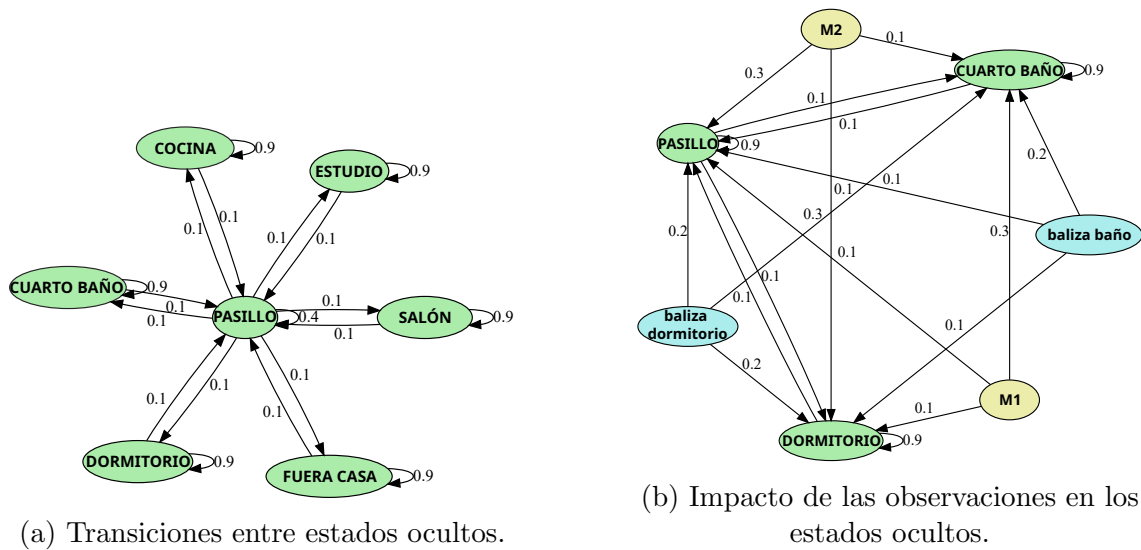 COCINA
0.9
ESTUDIO
0.9
0.1
0.1
0.1
0.1
CUARTO BAÑO
0.9
0.1
0.1
PASILLO
0.4
0.1
0.1
SALÓN
0.9
0.1
0.1
0.1
0.1
DORMITORIO
0.9
FUERA CASA
0.9
(a) Transiciones entre estados ocultos.
M2
0.1
0.3
CUARTO BAÑO
0.9
0.1
0.1
PASILLO
0.9
0.2
0.1
0.1
0.3
baliza baño
0.2
0.3
0.1
0.1
0.1
baliza
dormitorio
0.2
0.1
M1
0.1
DORMITORIO
0.9
(b) Impacto de las observaciones en los
estados ocultos.